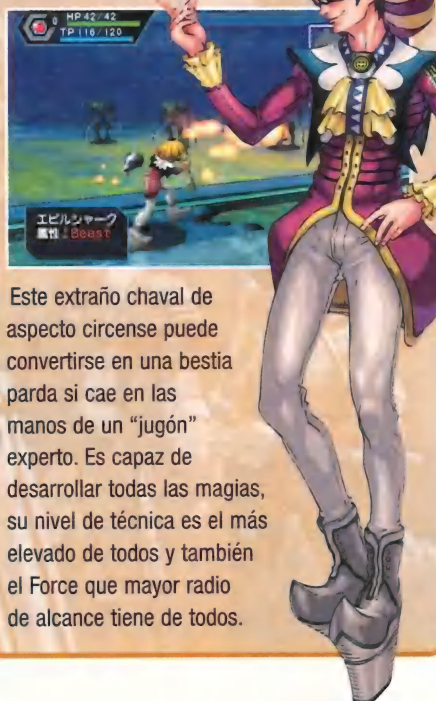 0 HP 42/42
TP 116/120
エビルシャーク
属性:Beast
Este extraño chaval de
aspecto circense puede
convertirse en una bestia
parda si cae en las
manos de un “jugón”
experto. Es capaz de
desarrollar todas las magias,
su nivel de técnica es el más
elevado de todos y también
el Force que mayor radio
de alcance tiene de todos.